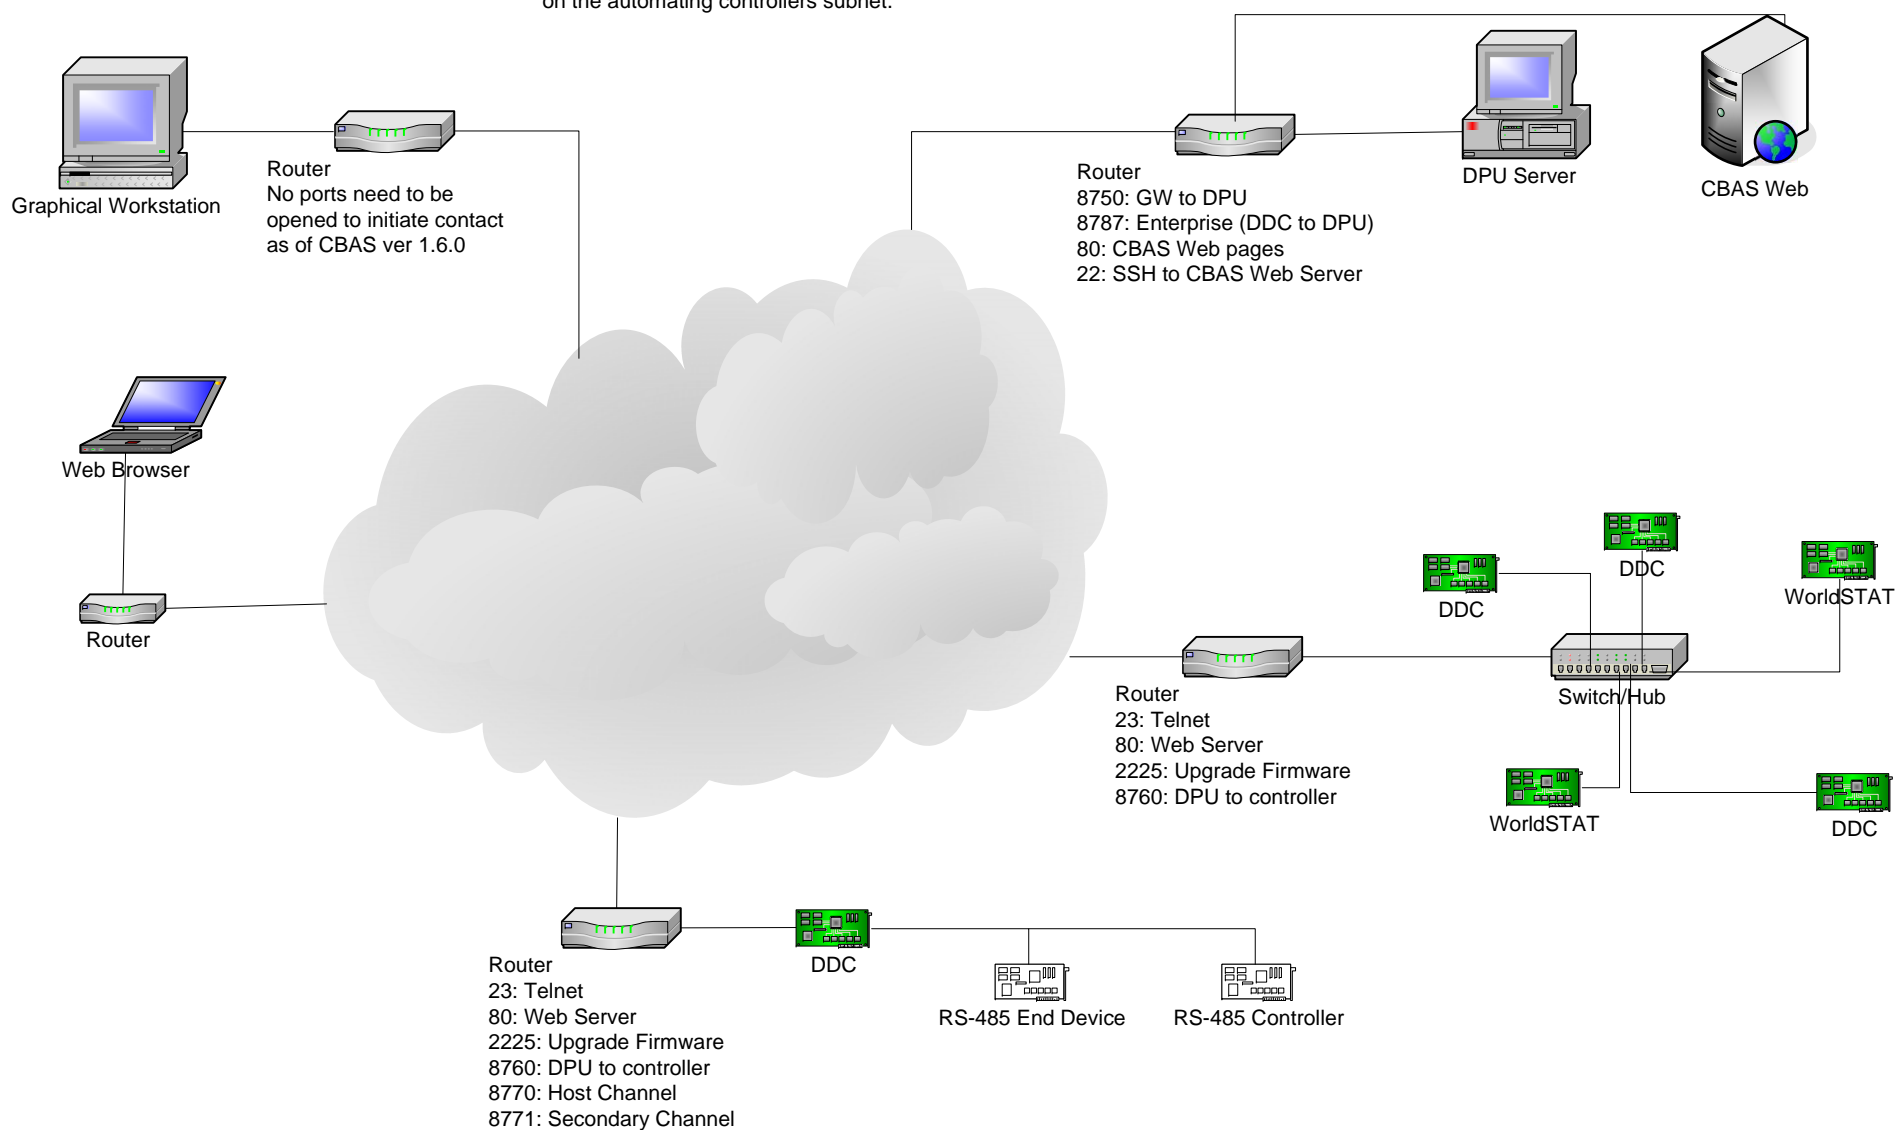 on the automating controllers subnet.
Graphical Workstation
Router
No ports need to be
opened to initiate contact
as of CBAS ver 1.6.0
Router
8750: GW to DPU
8787: Enterprise (DDC to DPU)
80: CBAS Web pages
22: SSH to CBAS Web Server
DPU Server
CBAS Web
Web Browser
Router
DDC
DDC
WorldSTAT
Switch/Hub
Router
23: Telnet
80: Web Server
2225: Upgrade Firmware
8760: DPU to controller
WorldSTAT
DDC
Router
23: Telnet
80: Web Server
2225: Upgrade Firmware
8760: DPU to controller
8770: Host Channel
8771: Secondary Channel
DDC
RS-485 End Device
RS-485 Controller